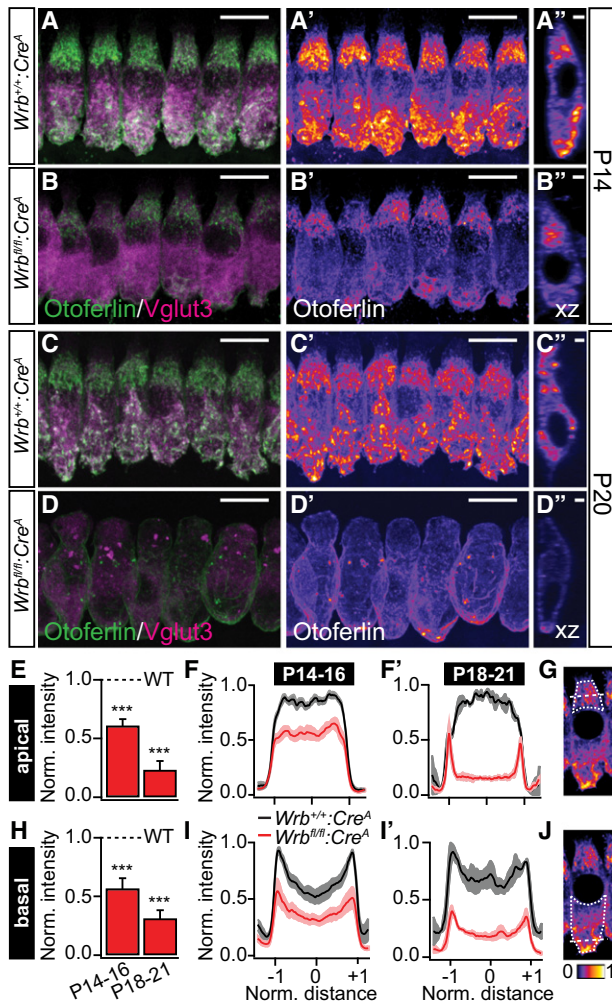 A
A'
A''
Wrb+/+:CreA
B
B'
B''
Wrbfl/fl:CreA
Otoferlin/Vglut3
Otoferlin
xz
P14
C
C'
C''
Wrb+/+:CreA
D
D'
D''
Wrbfl/fl:CreA
Otoferlin/Vglut3
Otoferlin
xz
P20
E
F
P14-16
F'
P18-21
G
apical
Norm. intensity
1.0
0.5
0.0
WT
***
***
Norm. intensity
1.0
0.5
0
1.0
0.5
0
Wrb+/+:CreA
Wrbfl/fl:CreA
H
I
I'
J
basal
Norm. intensity
1.0
0.5
0.0
WT
***
***
P14-16
P18-21
Norm. intensity
1.0
0.5
0
-1
0
+1
Norm. distance
1.0
0.5
0
-1
0
+1
Norm. distance
0
1